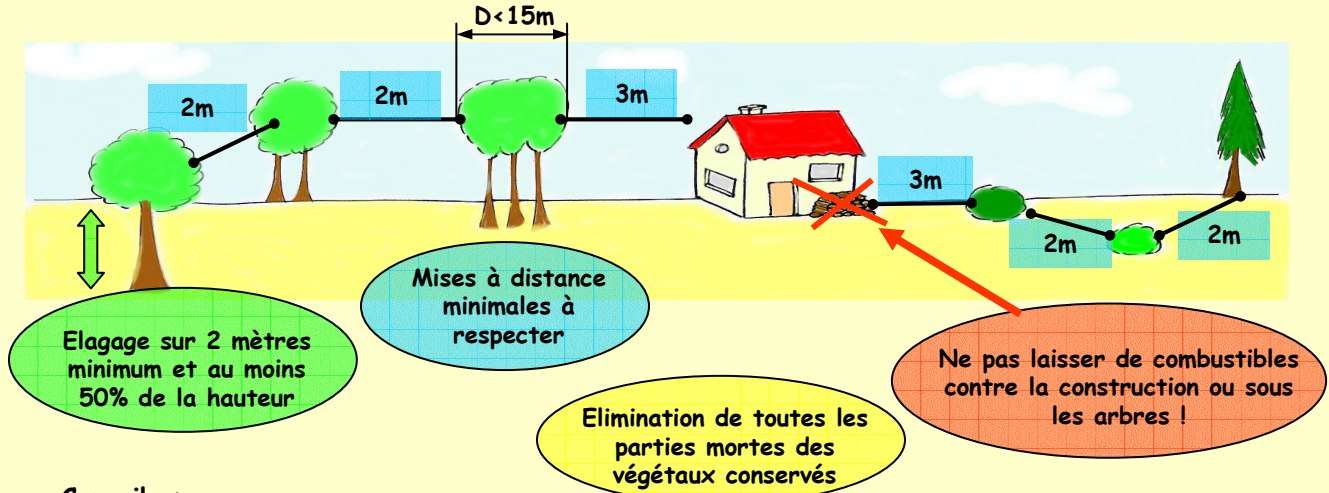 D<15m
2m
2m
3m
3m
2m
2m
Mises à distance
minimales à
respecter
Elagage sur 2 mètres
minimum et au moins
50% de la hauteur
Ne pas laisser de combustibles
contre la construction ou sous
les arbres !
Elimination de toutes les
parties mortes des
végétaux conservés